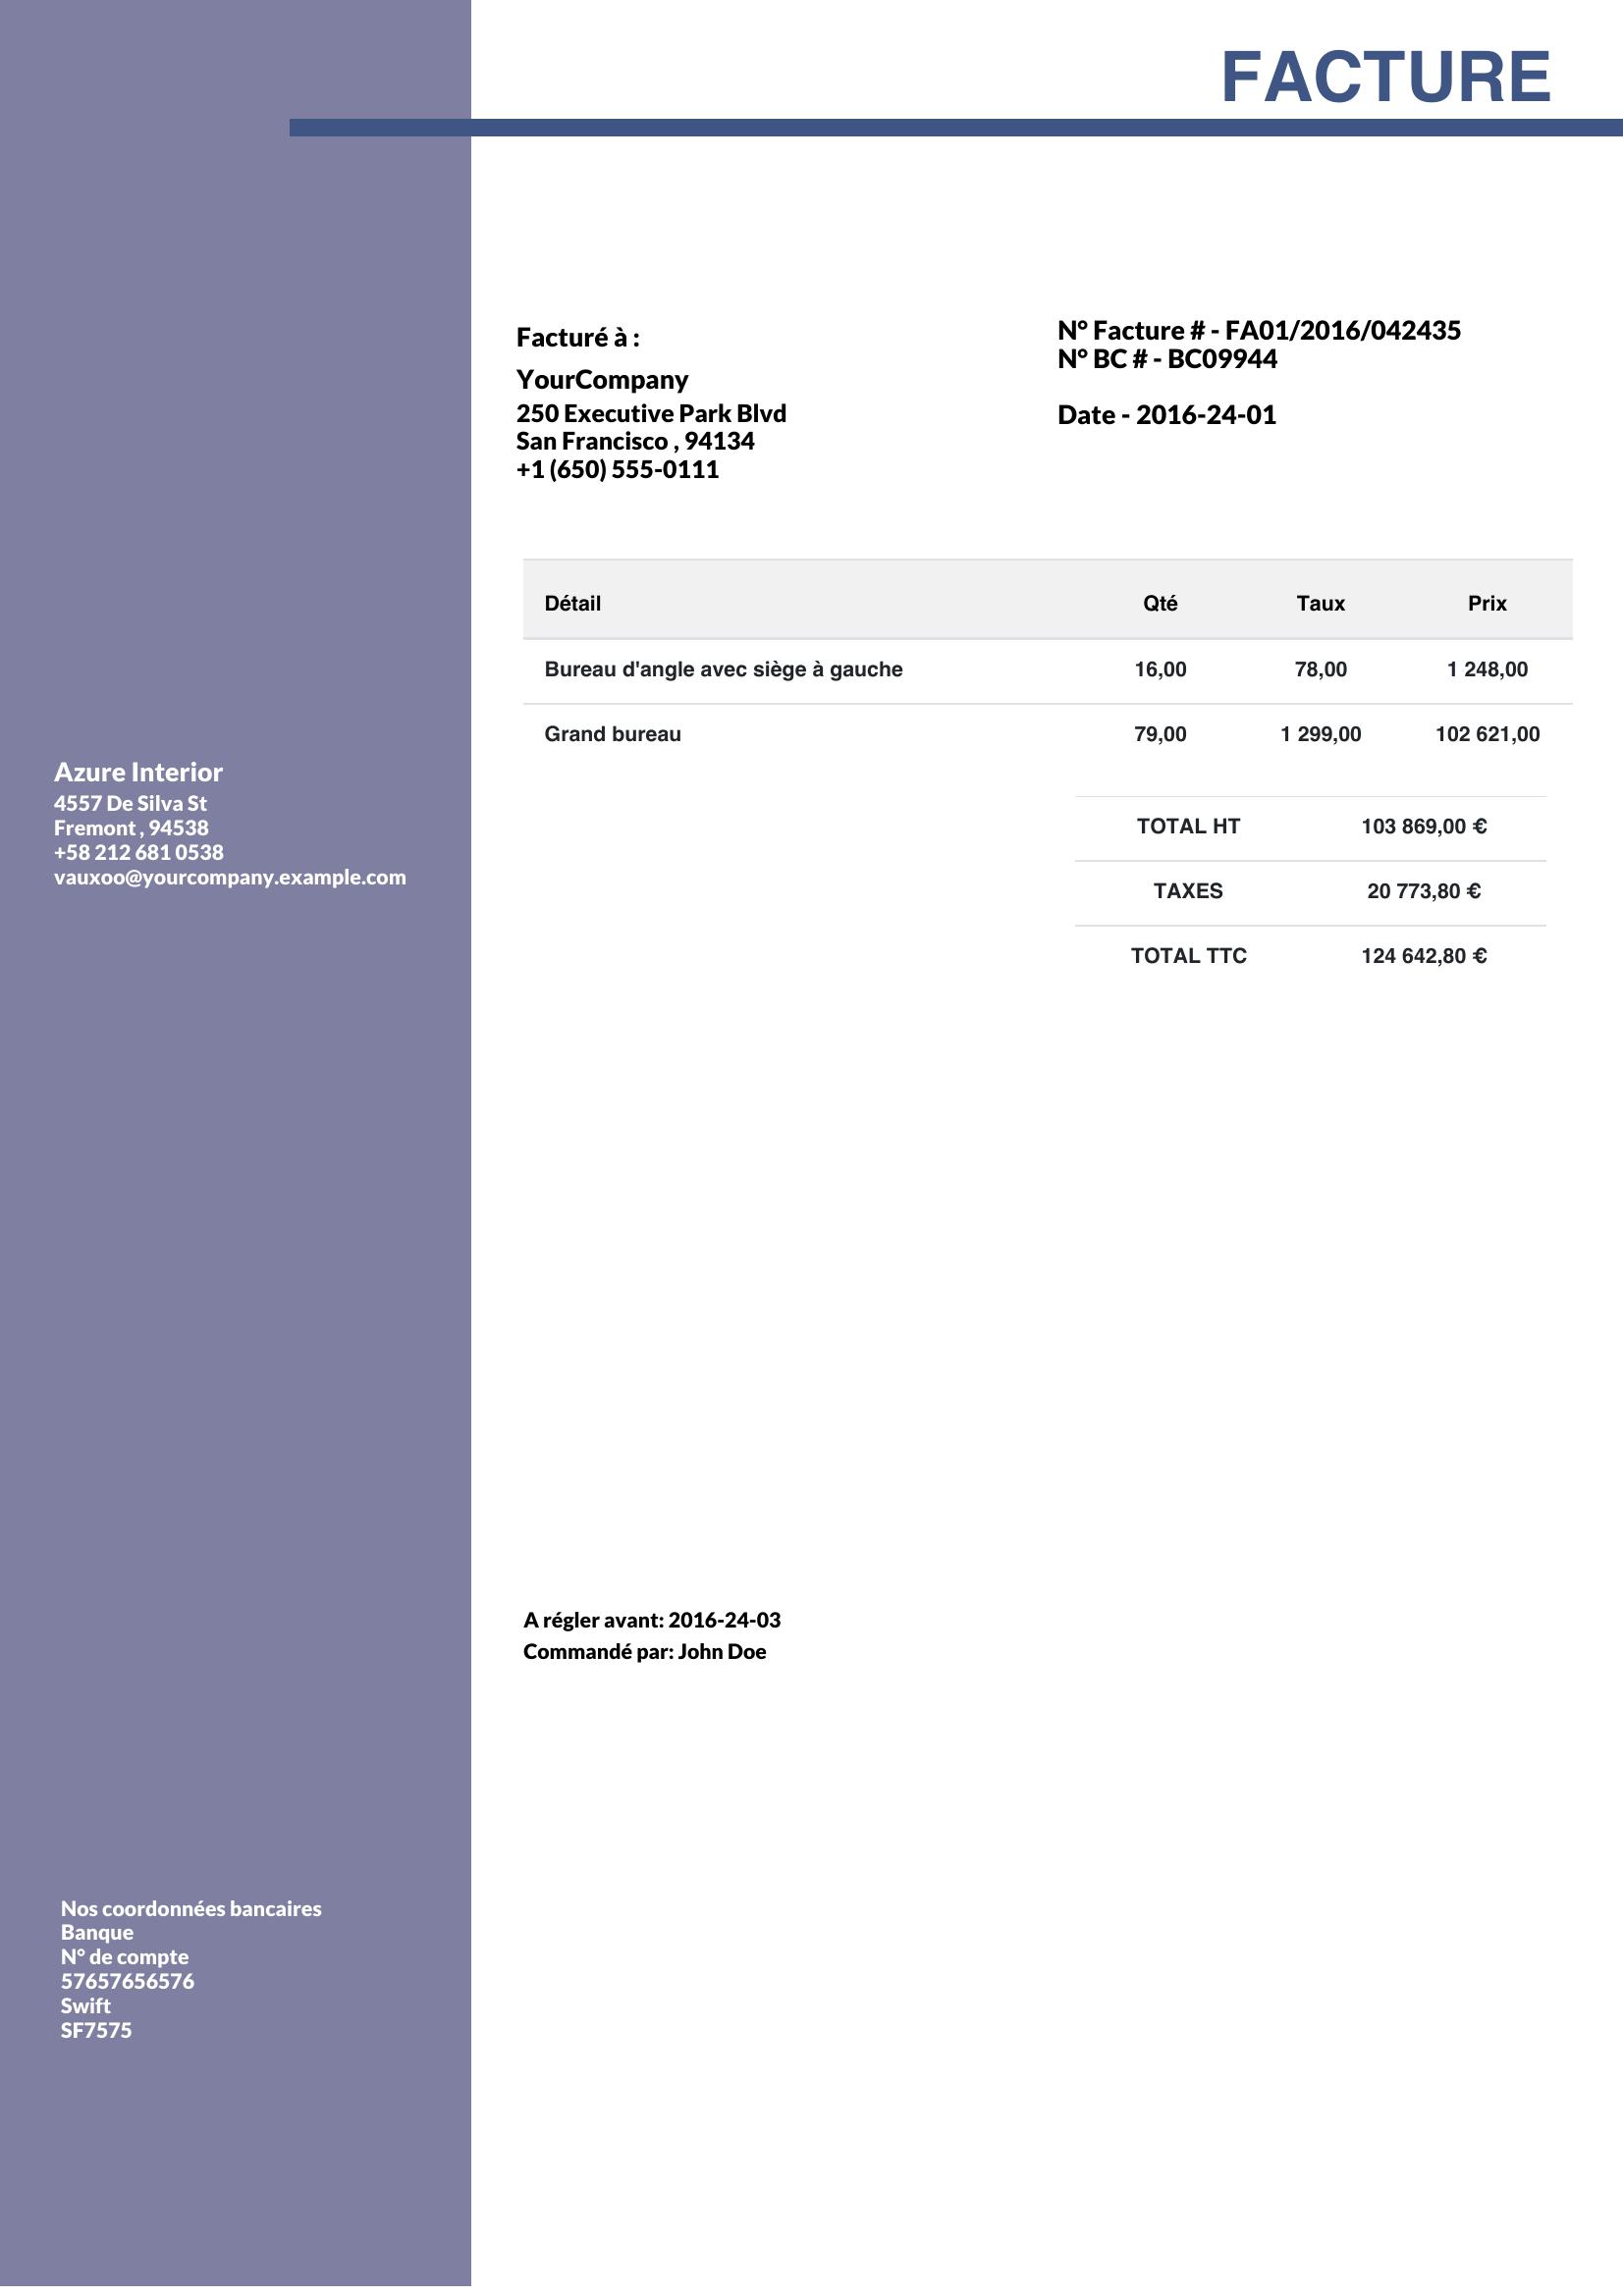 FACTURE
Facturé à :
YourCompany
250 Executive Park Blvd
San Francisco , 94134
+1 (650) 555-0111
N° Facture # - FA01/2016/042435
N° BC # - BC09944
Date - 2016-24-01
Détail Qté Taux Prix
Bureau d'angle avec siège à gauche 16,00 78,00 1 248,00
Grand bureau 79,00 1 299,00 102 621,00
TOTAL HT 103 869,00 €
TAXES 20 773,80 €
TOTAL TTC 124 642,80 €
Azure Interior
4557 De Silva St
Fremont , 94538
+58 212 681 0538
vauxoo@yourcompany.example.com
A régler avant: 2016-24-03
Commandé par: John Doe
Nos coordonnées bancaires
Banque
N° de compte
57657656576
Swift
SF7575